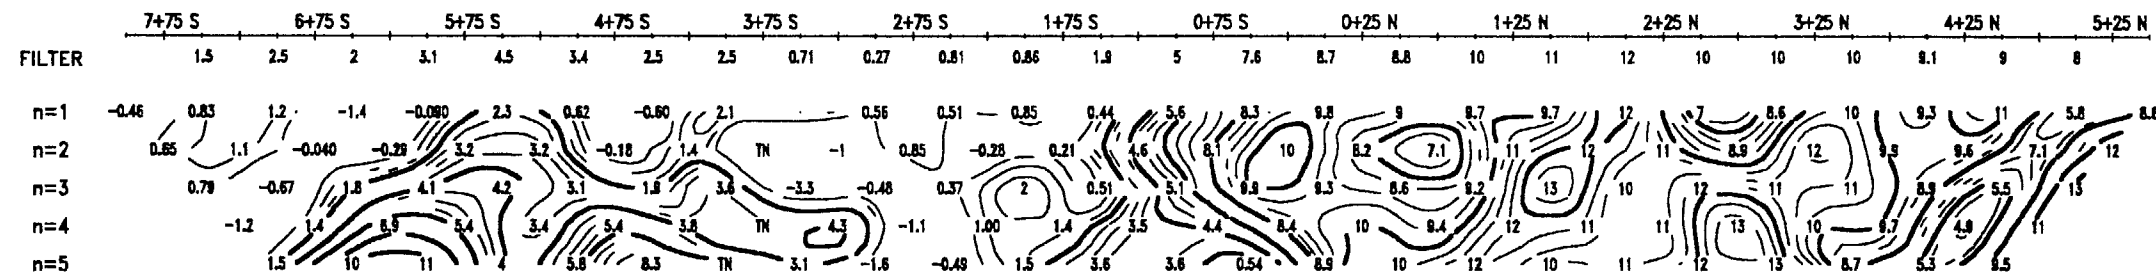 7+75 S 6+75 S 5+75 S 4+75 S 3+75 S 2+75 S 1+75 S 0+75 S 0+25 N 1+25 N 2+25 N 3+25 N 4+25 N 5+25 N
FILTER 1.5 2.5 2 3.1 4.5 3.4 2.5 2.5 0.71 0.27 0.81 0.86 1.9 5 7.6 8.7 8.8 10 11 12 10 10 10 9.1 9 8
n=1 -0.46 0.83 1.2 -1.4 -0.090 2.3 0.62 -0.60 2.1 0.56 0.51 0.85 0.44 5.6 8.3 9.8 9 9.7 9.7 12 7 8.6 10 9.3 11 5.8 8.8
n=2 0.65 1.1 -0.040 -0.29 3.2 3.2 -0.18 1.4 TN -1 0.85 -0.28 0.21 4.6 8.1 10 8.2 7.1 11 12 11 8.9 12 9.9 9.6 7.1 12
n=3 0.79 -0.67 1.8 4.1 4.2 3.1 1.9 3.6 -3.3 -0.48 0.37 2 0.51 5.1 9.9 9.3 8.6 9.2 13 10 12 11 11 8.9 5.5 13
n=4 -1.2 1.4 8.9 5.4 3.4 5.4 3.8 TN 4.3 -1.1 1.00 1.4 3.5 4.4 8.4 10 9.4 12 11 11 13 10 9.7 4.9 11
n=5 1.5 10 11 4 5.8 8.3 TN 3.1 -1.6 -0.49 1.5 3.6 3.6 0.54 8.9 10 12 10 11 12 13 8.7 5.3 9.5